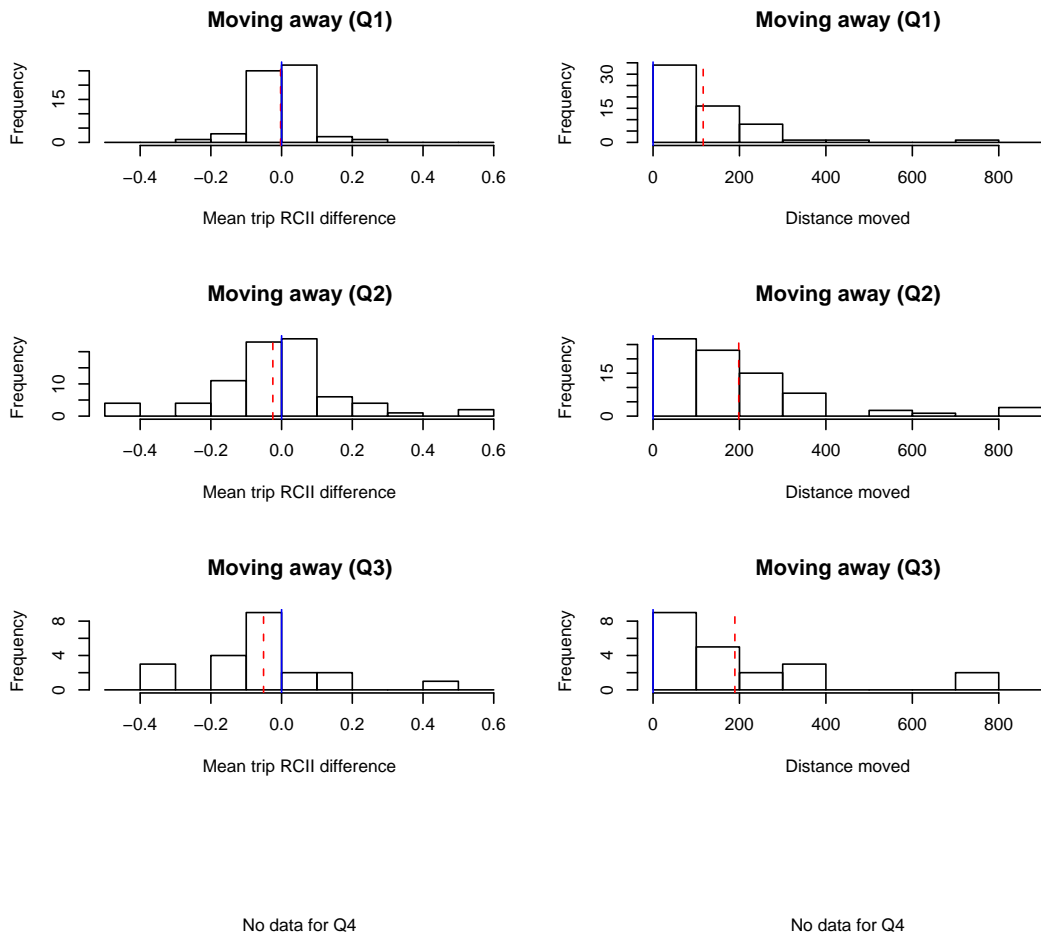 Moving away (Q1)
Frequency
0 15
−0.4 −0.2 0.0 0.2 0.4 0.6
Mean trip RCII difference
Moving away (Q1)
Frequency
0 15 30
0 200 400 600 800
Distance moved
Moving away (Q2)
Frequency
0 10
−0.4 −0.2 0.0 0.2 0.4 0.6
Mean trip RCII difference
Moving away (Q2)
Frequency
0 15
0 200 400 600 800
Distance moved
Moving away (Q3)
Frequency
0 4 8
−0.4 −0.2 0.0 0.2 0.4 0.6
Mean trip RCII difference
Moving away (Q3)
Frequency
0 4 8
0 200 400 600 800
Distance moved
No data for Q4
No data for Q4